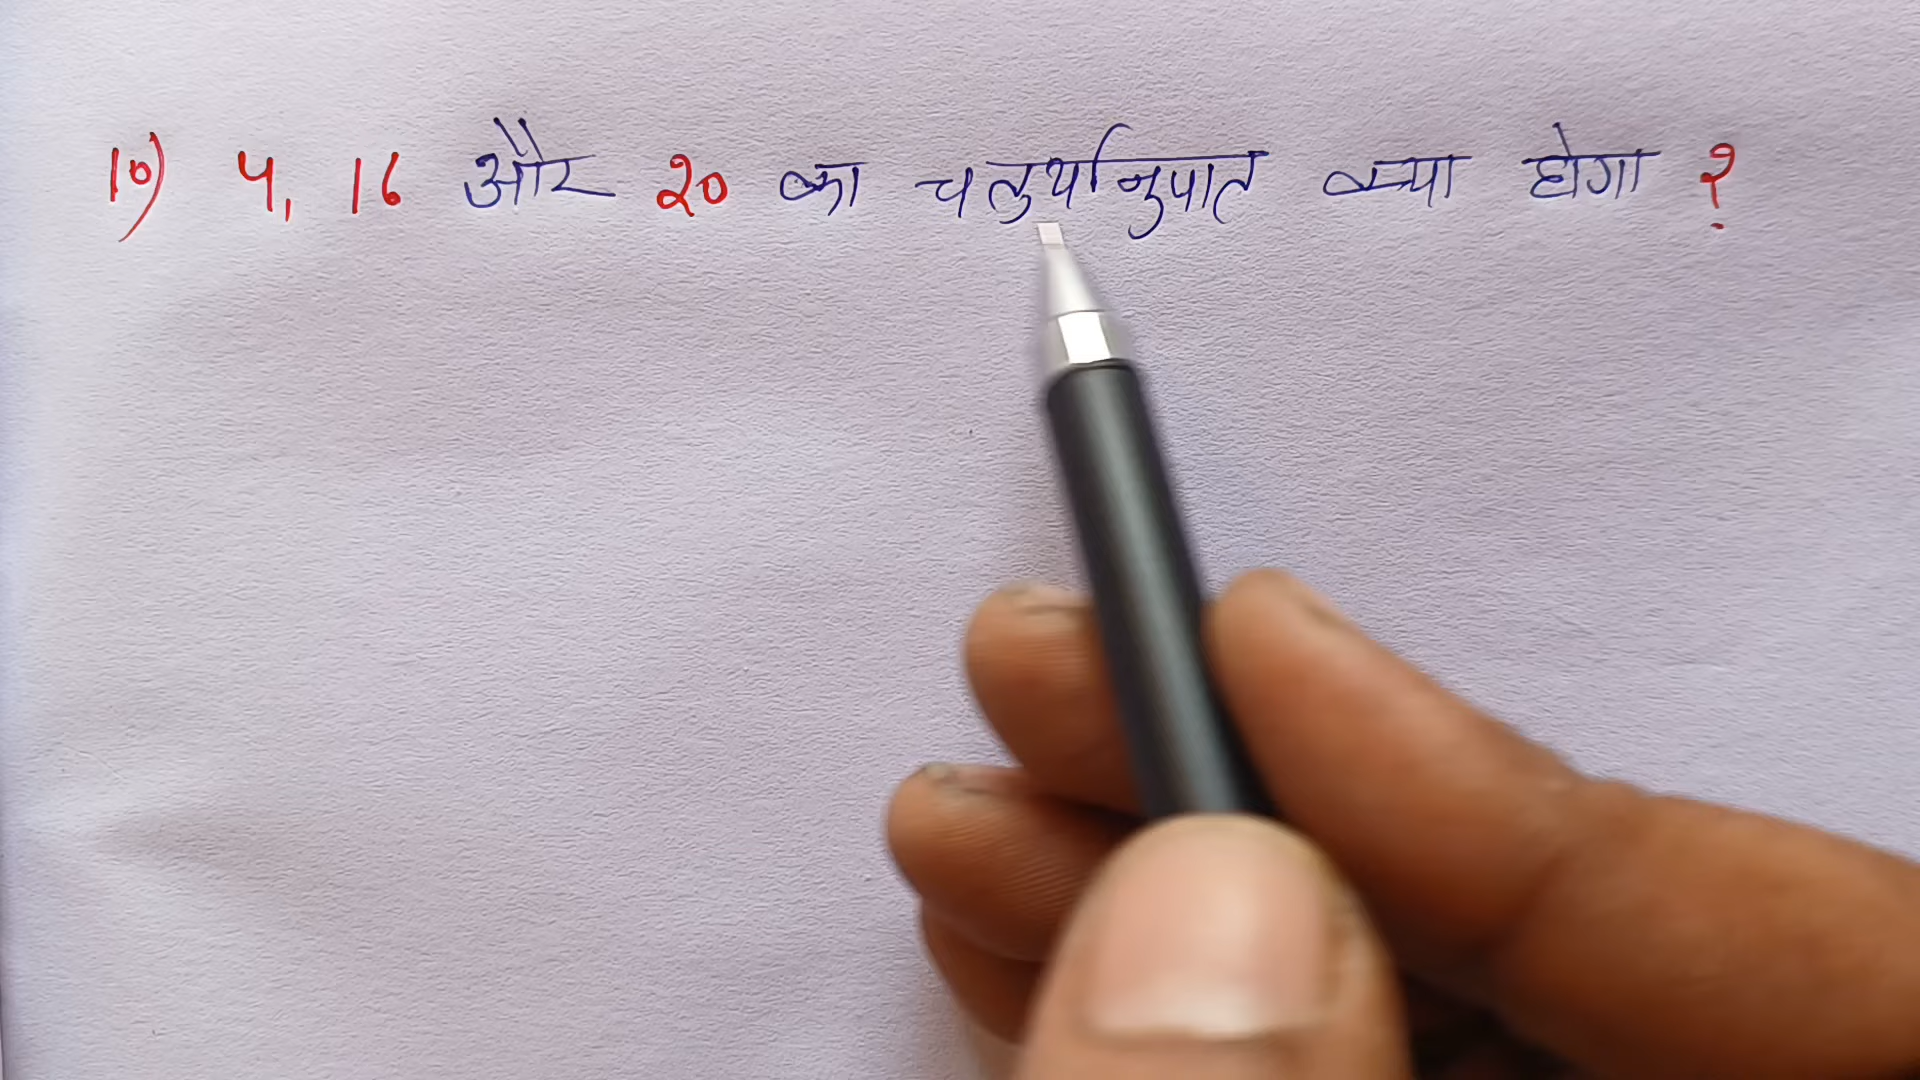 10) 4, 16 और 20 का चतुर्थानुपात क्या होगा ?